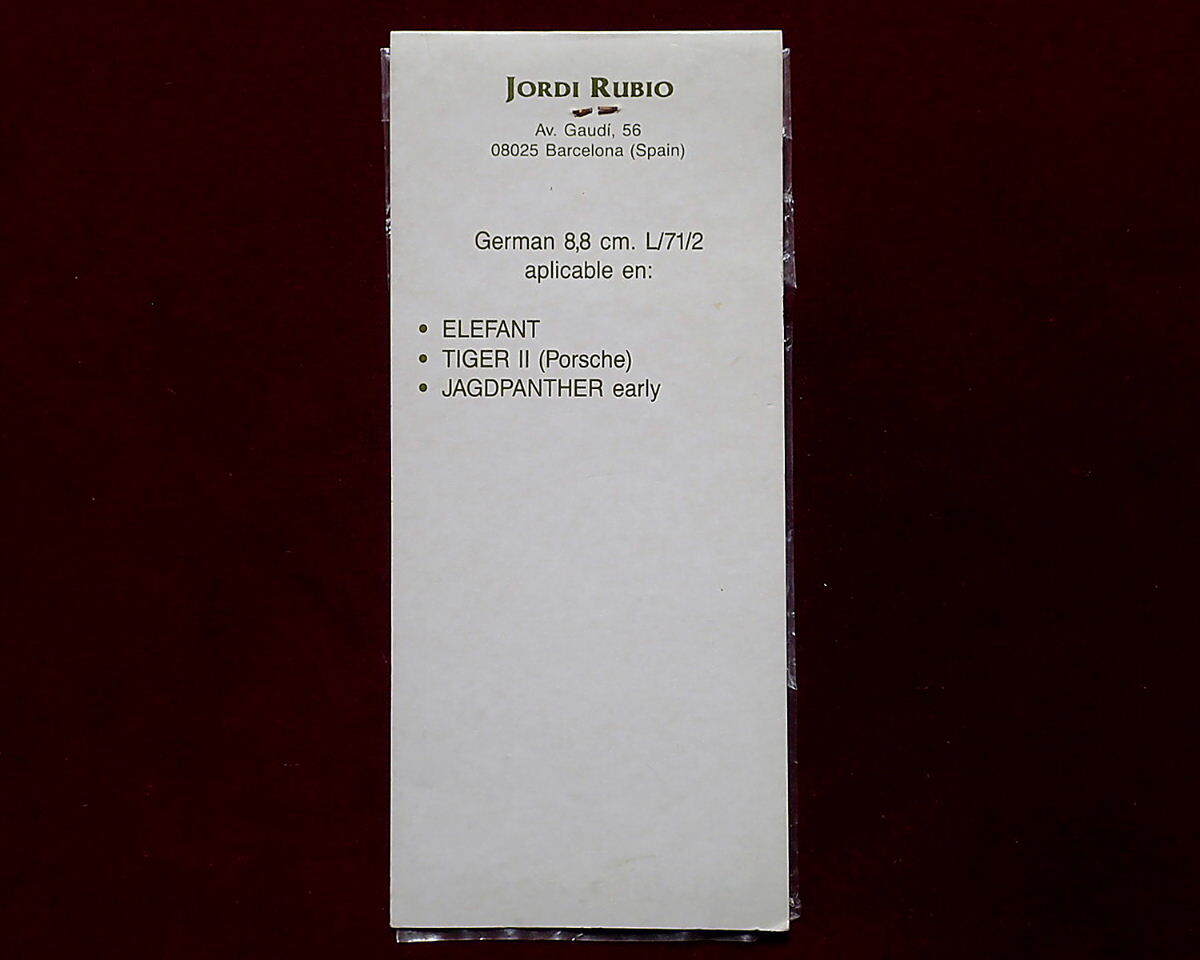 JORDI RUBIO
Av. Gaudí, 56
08025 Barcelona (Spain)
German 8,8 cm. L/71/2
aplicable en:
• ELEFANT
• TIGER II (Porsche)
• JAGDPANTHER early